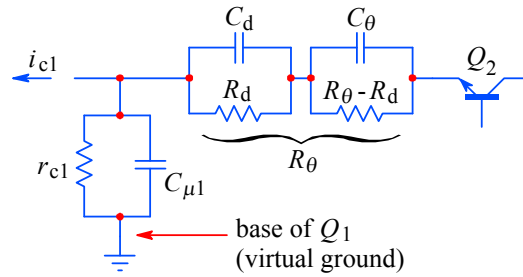 C_d
C_θ
i_c1
Q_2
R_d
R_θ - R_d
r_c1
C_μ1
R_θ
base of Q_1
(virtual ground)